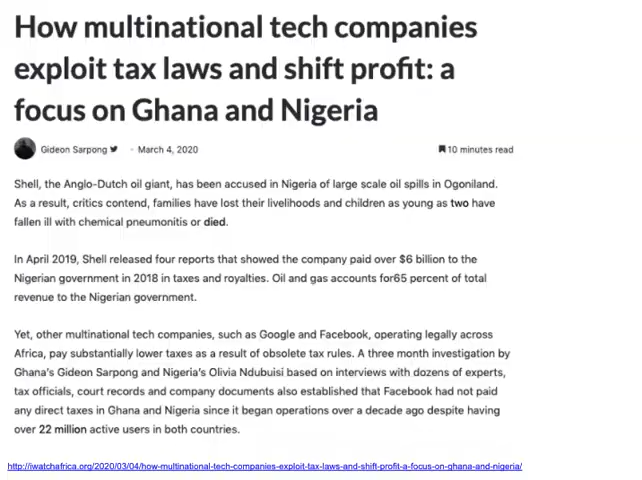 How multinational tech companies
exploit tax laws and shift profit: a
focus on Ghana and Nigeria
Gideon Sarpong - March 4, 2020 10 minutes read
Shell, the Anglo-Dutch oil giant, has been accused in Nigeria of large scale oil spills in Ogoniland.
As a result, critics contend, families have lost their livelihoods and children as young as two have
fallen ill with chemical pneumonitis or died.
In April 2019, Shell released four reports that showed the company paid over $6 billion to the
Nigerian government in 2018 in taxes and royalties. Oil and gas accounts for65 percent of total
revenue to the Nigerian government.
Yet, other multinational tech companies, such as Google and Facebook, operating legally across
Africa, pay substantially lower taxes as a result of obsolete tax rules. A three month investigation by
Ghana's Gideon Sarpong and Nigeria's Olivia Ndubuisi based on interviews with dozens of experts,
tax officials, court records and company documents also established that Facebook had not paid
any direct taxes in Ghana and Nigeria since it began operations over a decade ago despite having
over 22 million active users in both countries.
http://iwatchafrica.org/2020/03/04/how-multinational-tech-companies-exploit-tax-laws-and-shift-profit-a-focus-on-ghana-and-nigeria/